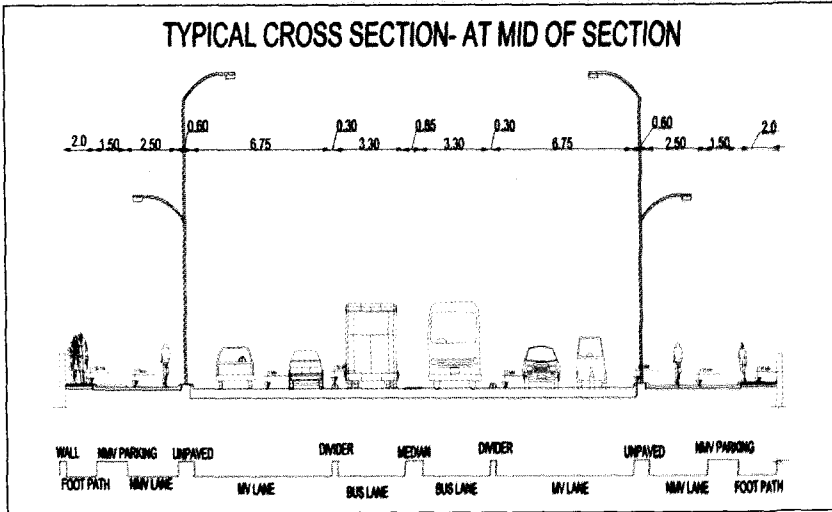 TYPICAL CROSS SECTION- AT MID OF SECTION
0.60 0.30 0.85 0.30 0.60
2.0 1.50 2.50 6.75 3.30 3.30 6.75 2.50 1.50 2.0
WALL NMV PARKING UNPAVED DIVIDER MEDIAN DIVIDER UNPAVED NMV PARKING
FOOT PATH NMV LANE MV LANE BUS LANE BUS LANE MV LANE NMV LANE FOOT PATH